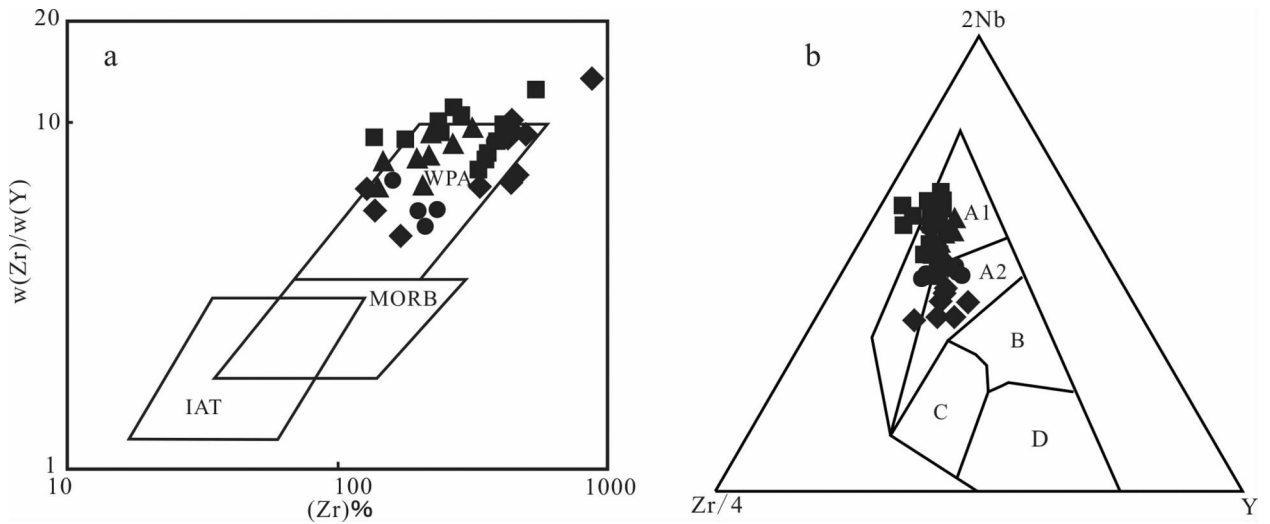 a
20
10
1
w(Zr)/w(Y)
WPA
MORB
IAT
10
100
1000
(Zr)%
b
2Nb
A1
A2
B
C
D
Zr/4
Y